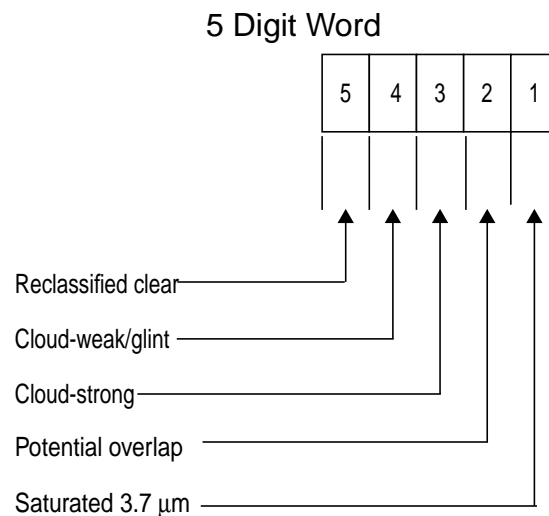 5 Digit Word
5 4 3 2 1
Reclassified clear
Cloud-weak/glint
Cloud-strong
Potential overlap
Saturated 3.7 μm